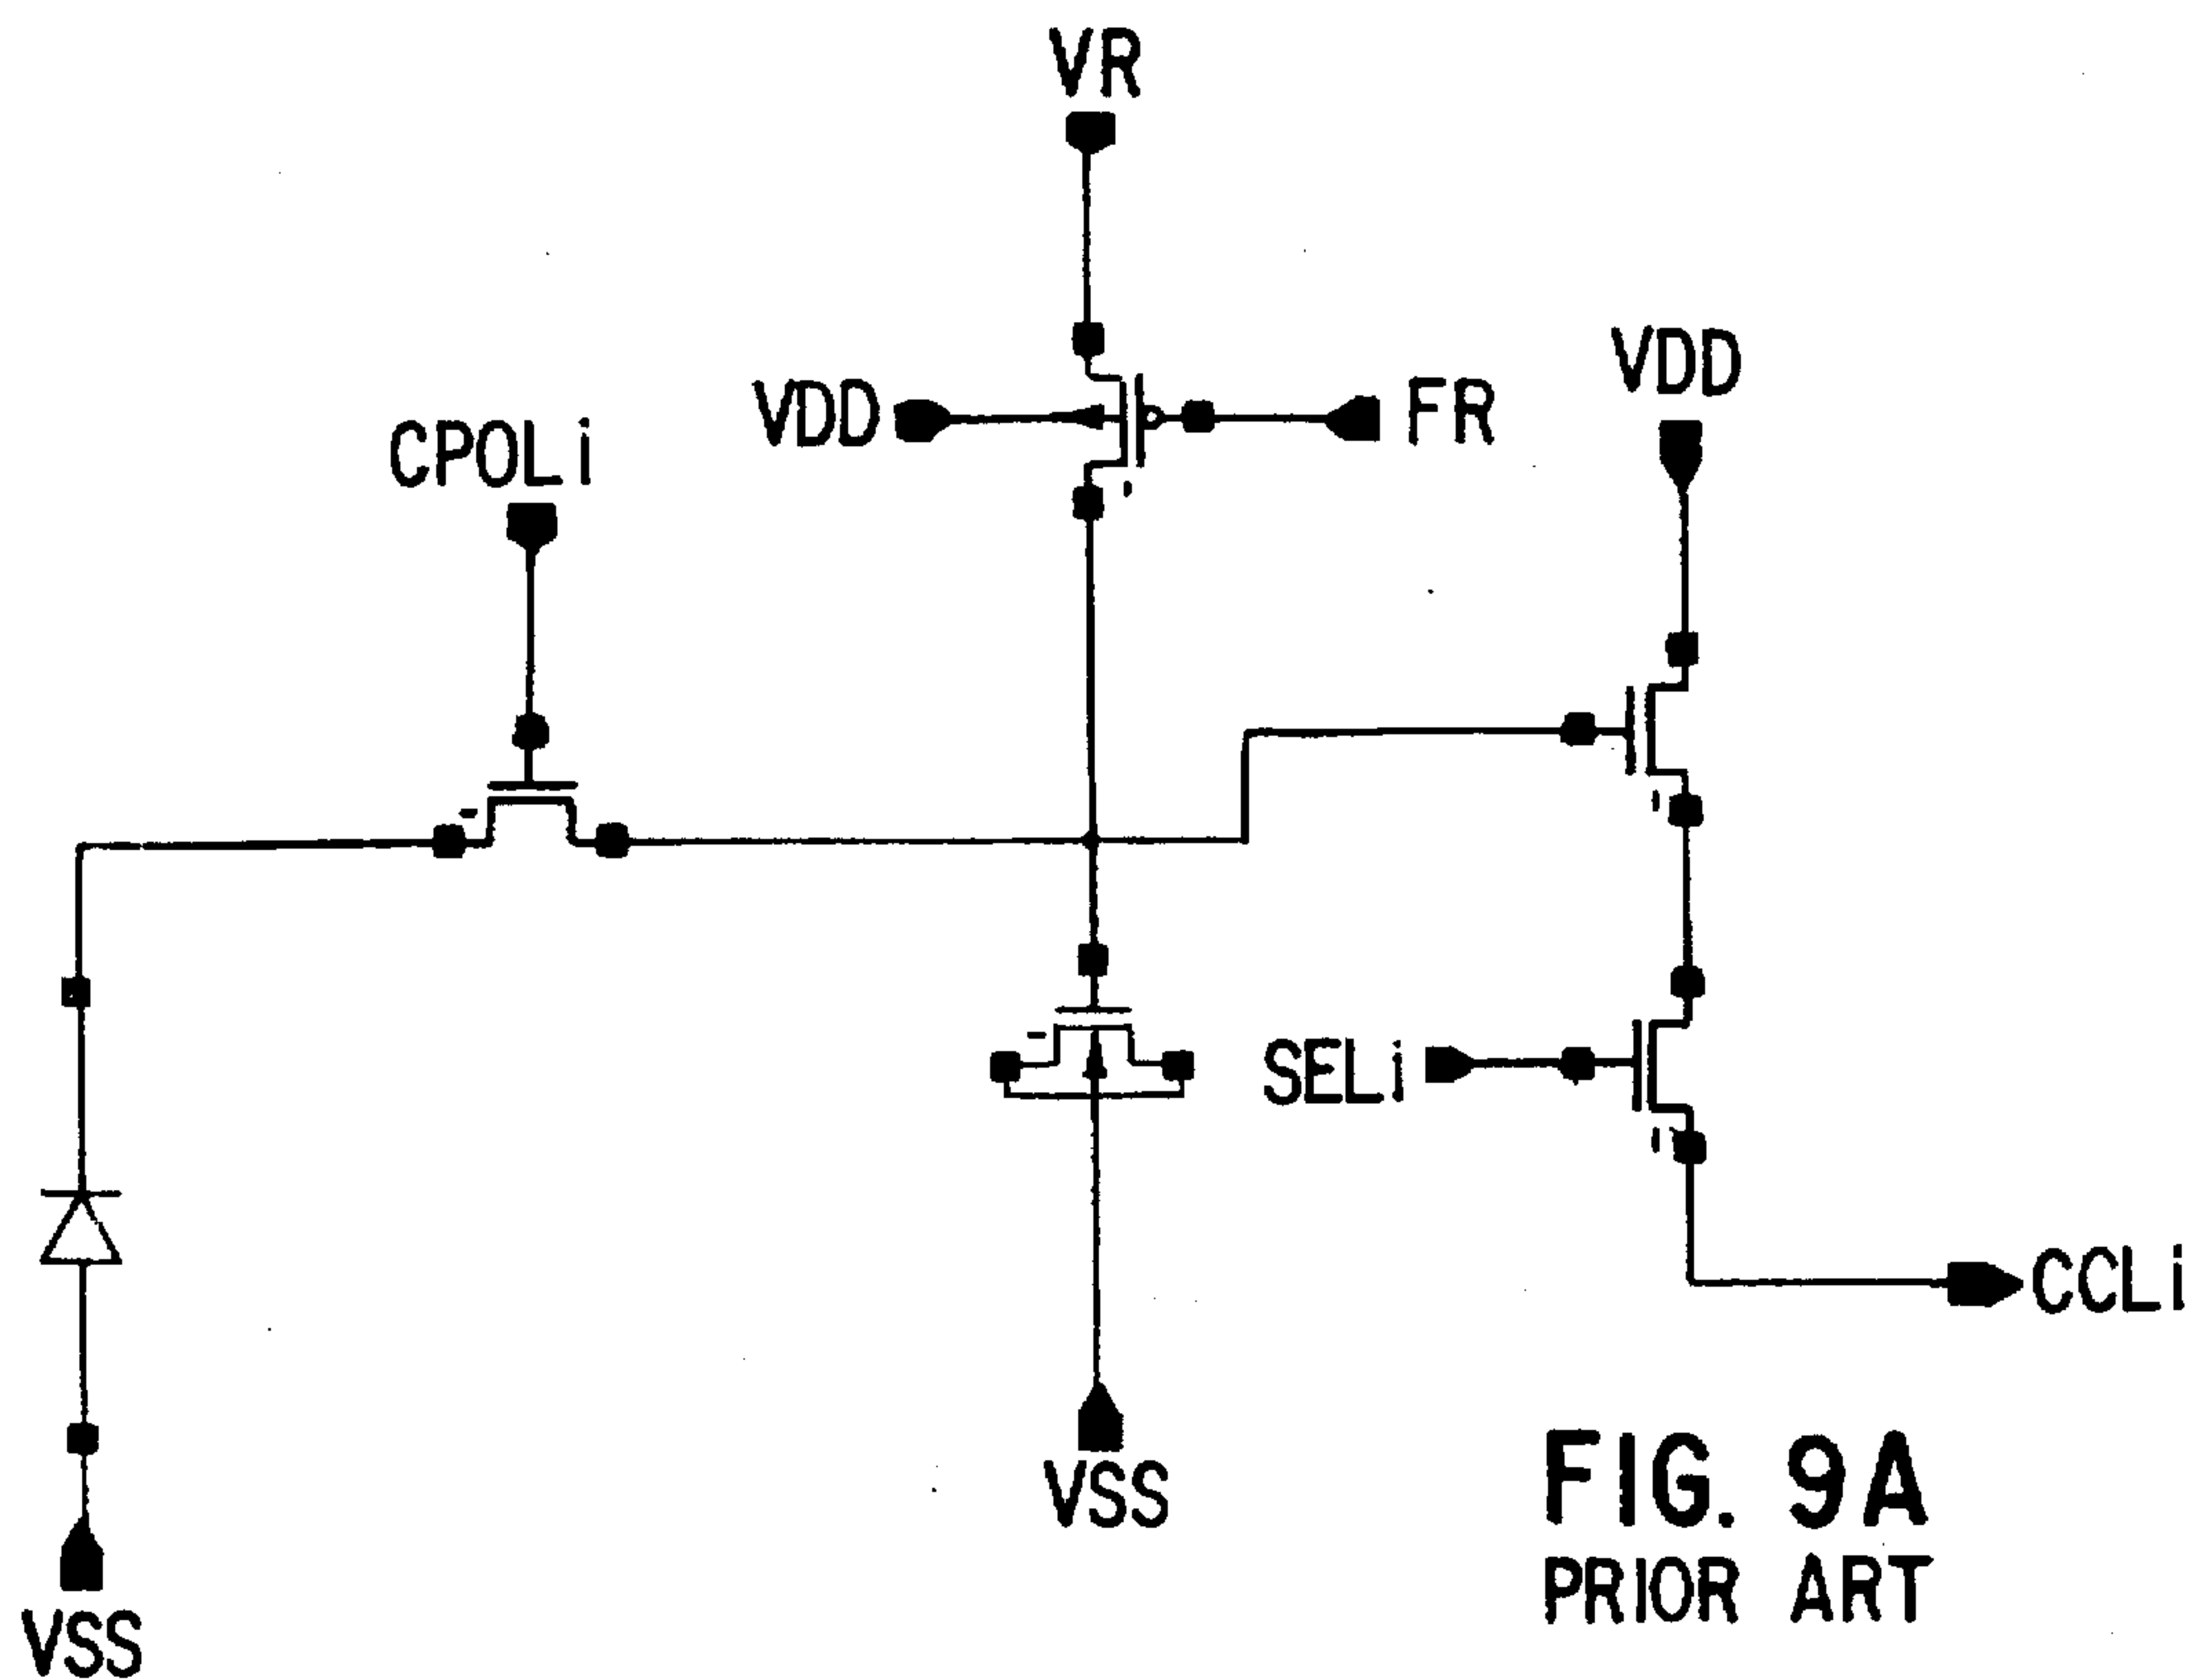 VR
VDD
FR
VDD
CPOLi
SELi
CCLi
VSS
VSS
FIG. 9A
PRIOR ART